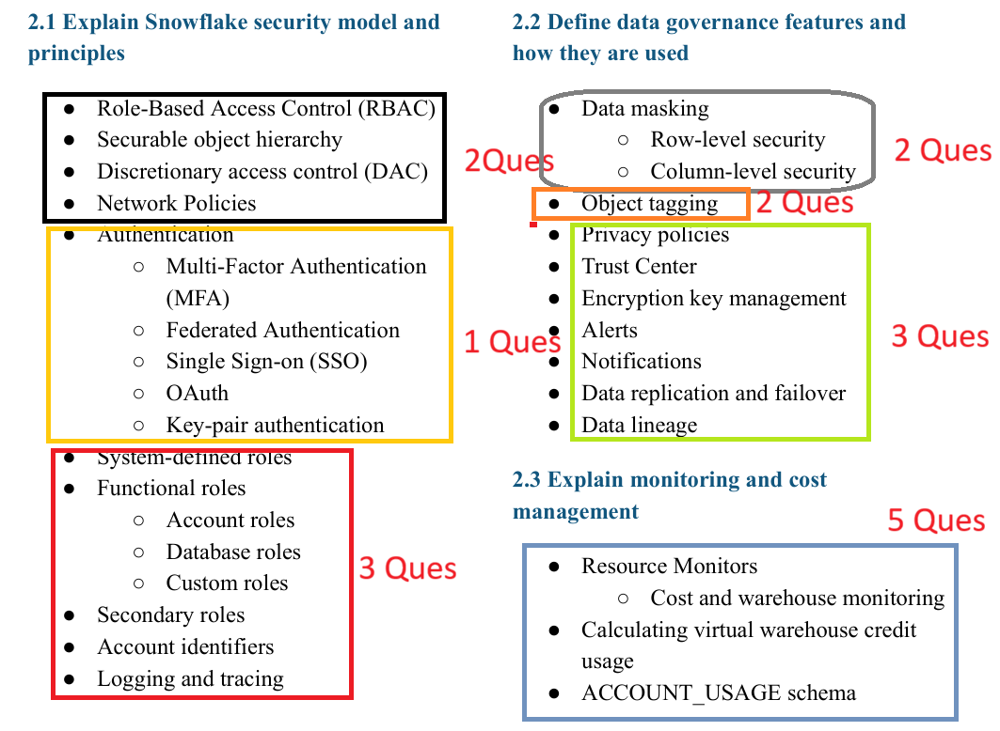 2.1 Explain Snowflake security model and
principles
● Role-Based Access Control (RBAC)
● Securable object hierarchy
● Discretionary access control (DAC)
● Network Policies
2Ques
● Authentication
○ Multi-Factor Authentication
(MFA)
○ Federated Authentication
○ Single Sign-on (SSO)
○ OAuth
○ Key-pair authentication
1 Ques
● System-defined roles
● Functional roles
○ Account roles
○ Database roles
○ Custom roles
● Secondary roles
● Account identifiers
● Logging and tracing
3 Ques
2.2 Define data governance features and
how they are used
● Data masking
○ Row-level security
○ Column-level security
2 Ques
● Object tagging
2 Ques
● Privacy policies
● Trust Center
● Encryption key management
● Alerts
● Notifications
● Data replication and failover
● Data lineage
3 Ques
2.3 Explain monitoring and cost
management
5 Ques
● Resource Monitors
○ Cost and warehouse monitoring
● Calculating virtual warehouse credit
usage
● ACCOUNT_USAGE schema